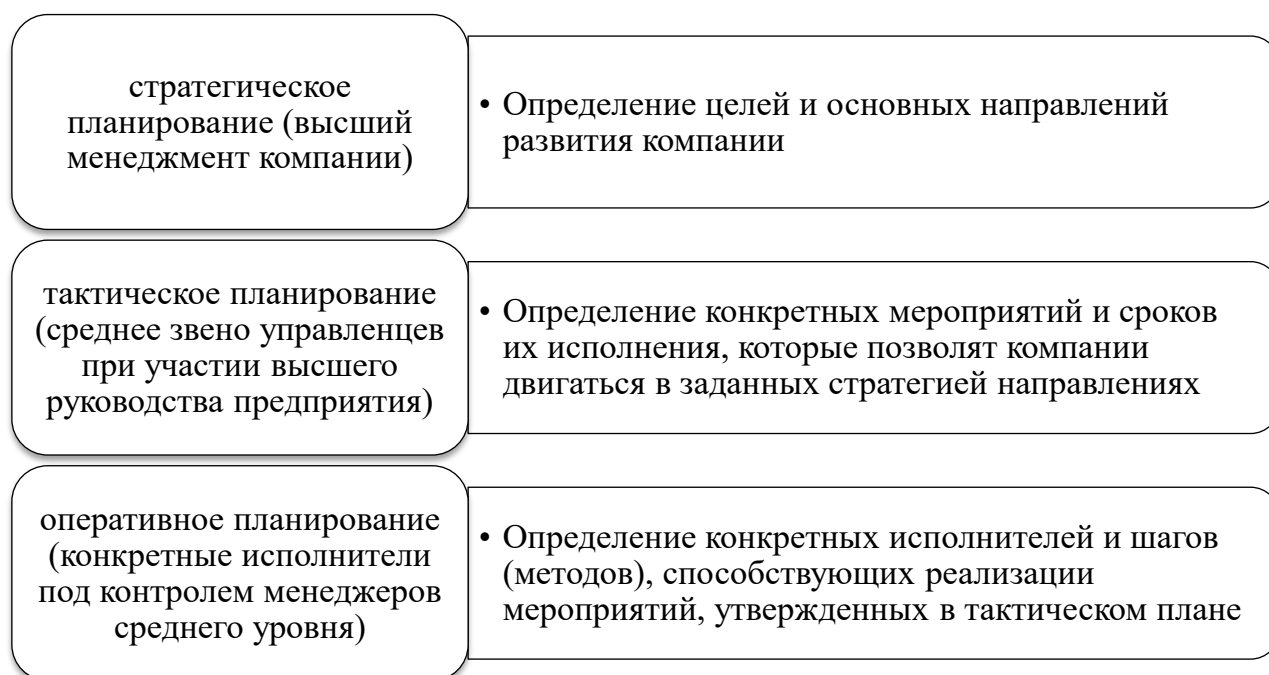 стратегическое
планирование (высший
менеджмент компании)
• Определение целей и основных направлений
развития компании
тактическое планирование
(среднее звено управленцев
при участии высшего
руководства предприятия)
• Определение конкретных мероприятий и сроков
их исполнения, которые позволят компании
двигаться в заданных стратегией направлениях
оперативное планирование
(конкретные исполнители
под контролем менеджеров
среднего уровня)
• Определение конкретных исполнителей и шагов
(методов), способствующих реализации
мероприятий, утвержденных в тактическом плане